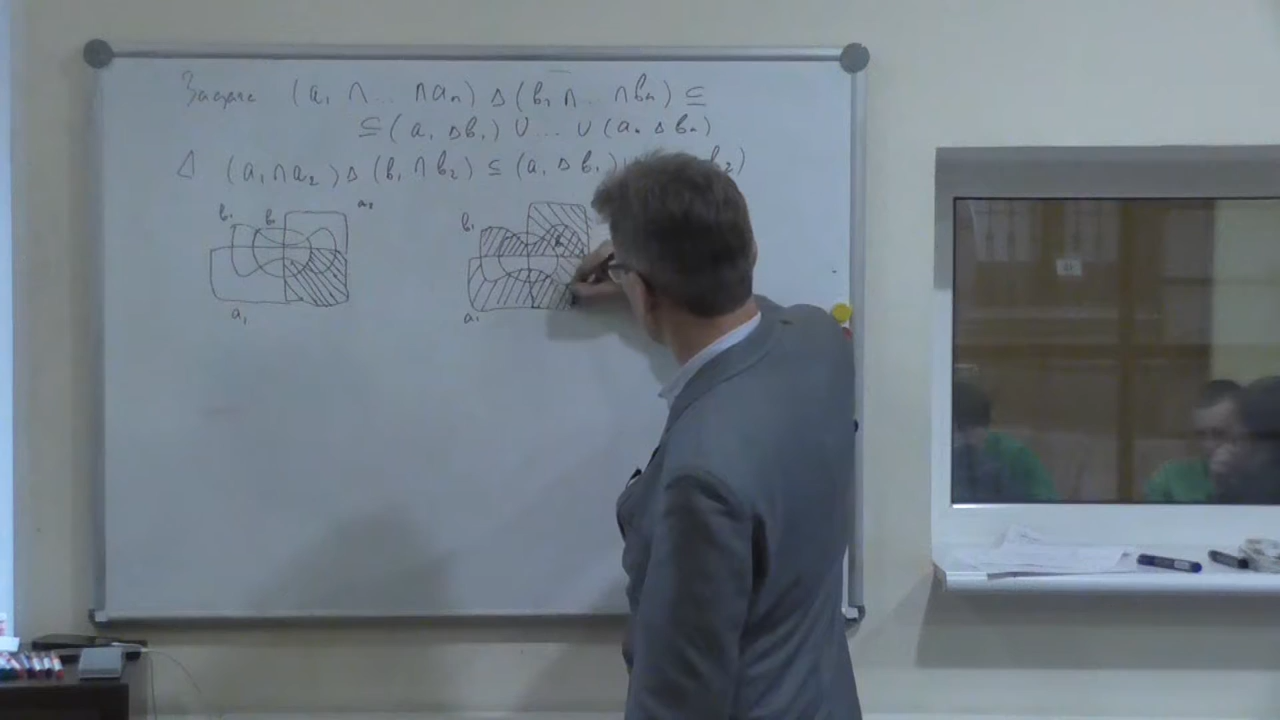 Задача (a₁ ∩ ... ∩ aₙ) Δ (b₁ ∩ ... ∩ bₙ) ⊆
⊆ (a₁ Δ b₁) ∪ ... ∪ (aₙ Δ bₙ)
Δ (a₁ ∩ a₂) Δ (b₁ ∩ b₂) ⊆ (a₁ Δ b₁) b₂)
b₁ b a₂ b₁
a₁ a₁